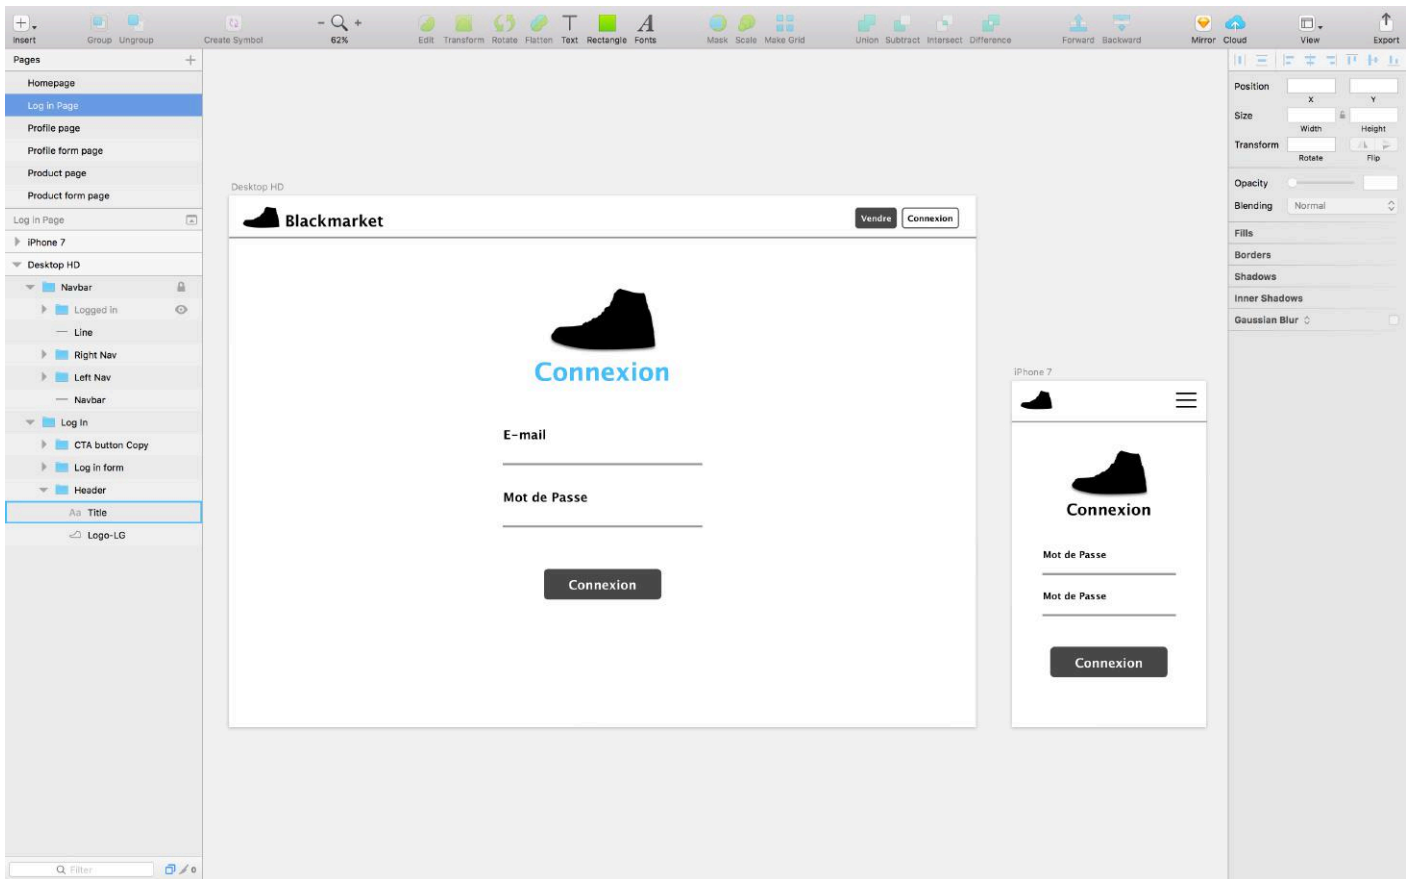 Insert
Group Ungroup
Create Symbol
62%
Edit Transform Rotate Flatten Text Rectangle Fonts
Mask Scale Make Grid
Union Subtract Intersect Difference
Forward Backward
Mirror Cloud
View
Export
Pages
Homepage
Log in Page
Profile page
Profile form page
Product page
Product form page
Log in Page
iPhone 7
Desktop HD
Navbar
Logged in
Line
Right Nav
Left Nav
Navbar
Log In
CTA button Copy
Log in form
Header
Aa Title
Logo-LG
Filter
0
Desktop HD
Blackmarket
Vendre Connexion
Connexion
E-mail
Mot de Passe
Connexion
iPhone 7
Connexion
Mot de Passe
Mot de Passe
Connexion
Position
X Y
Size
Width Height
Transform
Rotate Flip
Opacity
Blending Normal
Fills
Borders
Shadows
Inner Shadows
Gaussian Blur